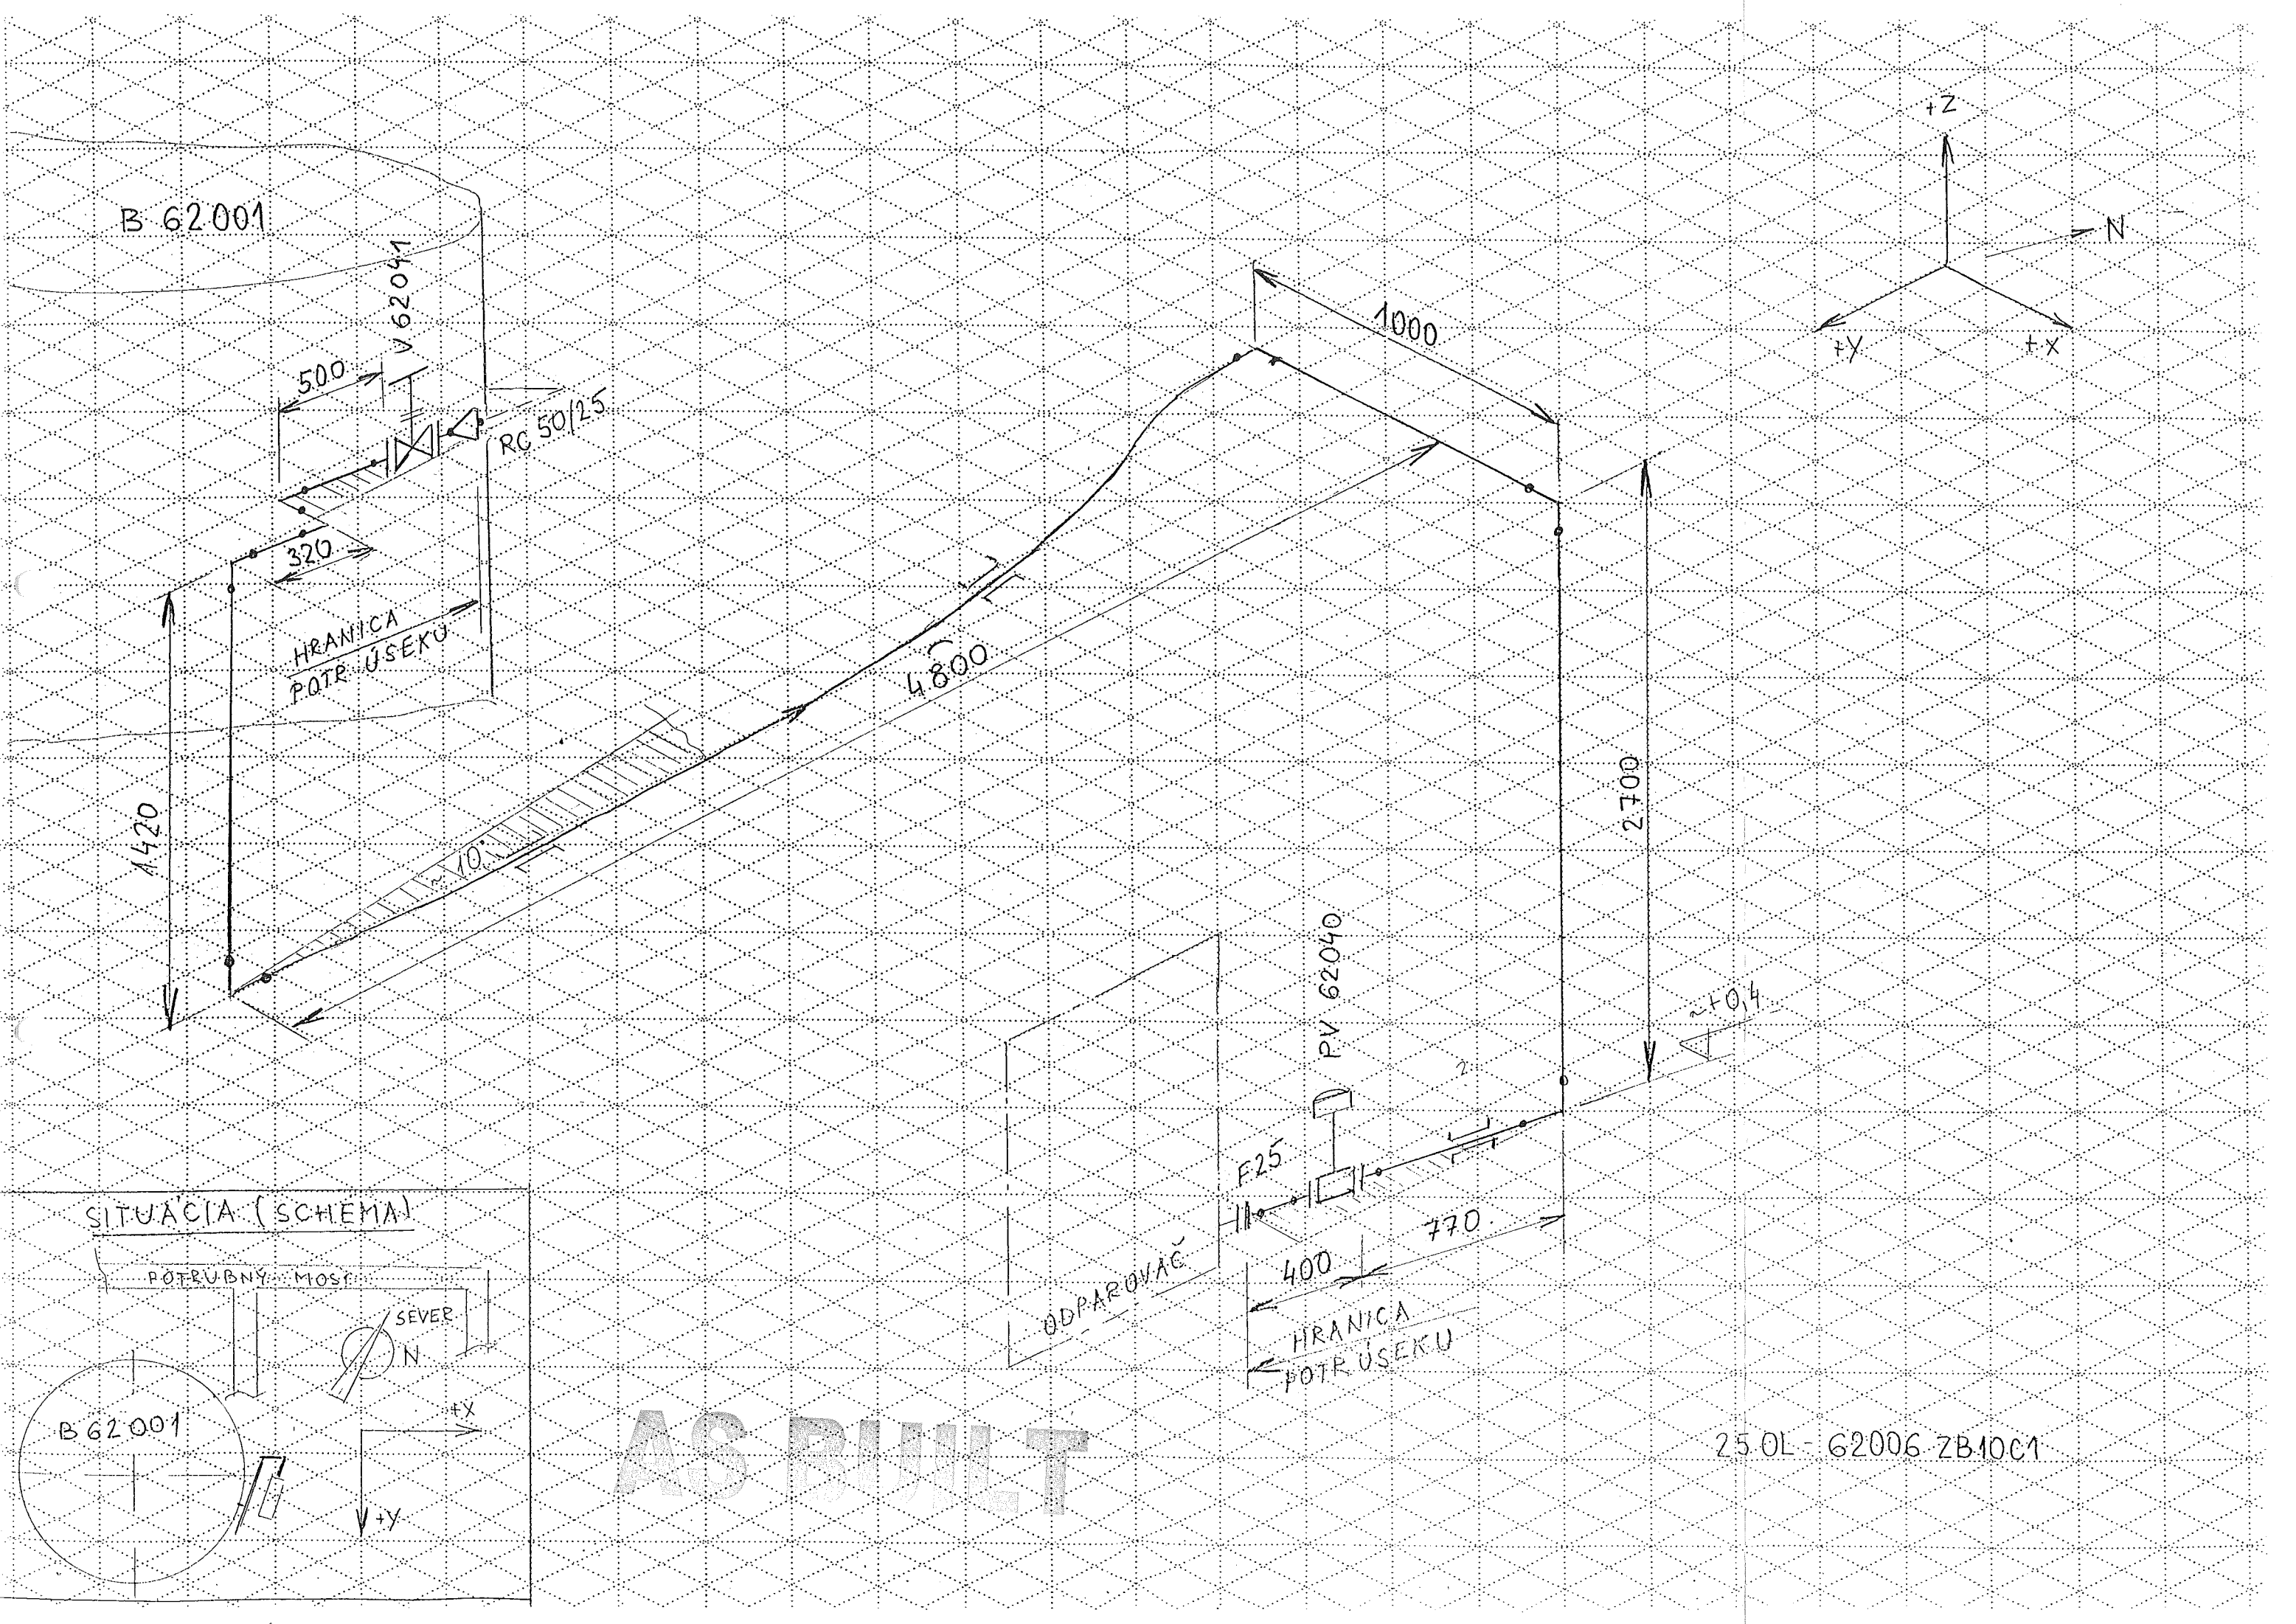 B 62001
V 62041
500
RC 50/25
320
HRANICA
POTR ÚSEKU
1420
~10°
4800
1000
2700
+Z
N
+Y
+X
~+0,4
PV 62040
F25
770
400
ODPAROVAČ
HRANICA
POTR ÚSEKU
SITUÁCIA (SCHÉMA)
POTRUBNÝ MOST
SEVER
N
B 62001
+X
+Y
AS BUILT
25 OL - 62006 ZB10C1